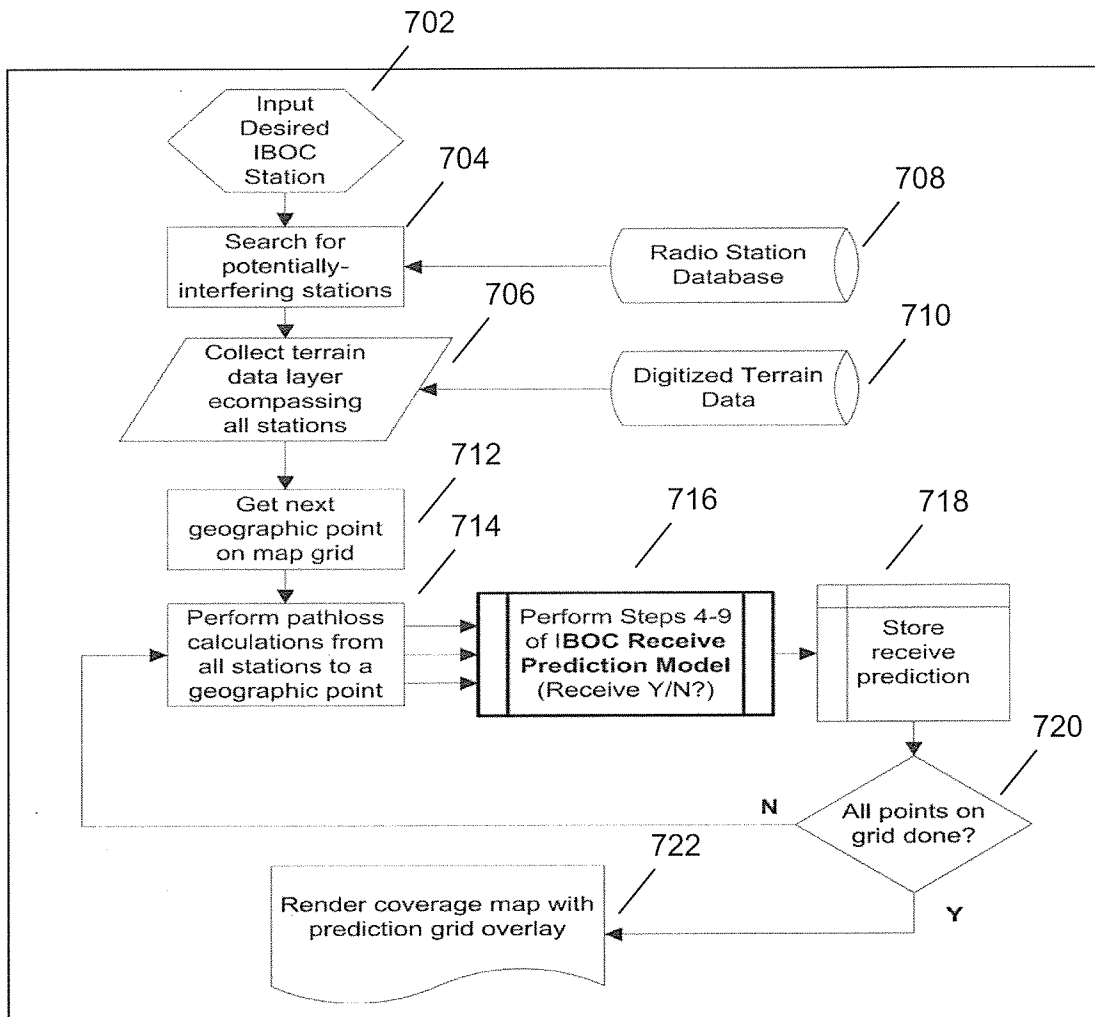 702
Input
Desired
IBOC
Station
704
Search for
potentially-
interfering stations
708
Radio Station
Database
706
Collect terrain
data layer
ecompassing
all stations
710
Digitized Terrain
Data
712
Get next
geographic point
on map grid
714
Perform pathloss
calculations from
all stations to a
geographic point
716
Perform Steps 4-9
of IBOC Receive
Prediction Model
(Receive Y/N?)
718
Store
receive
prediction
720
All points on
grid done?
N
Y
722
Render coverage map with
prediction grid overlay